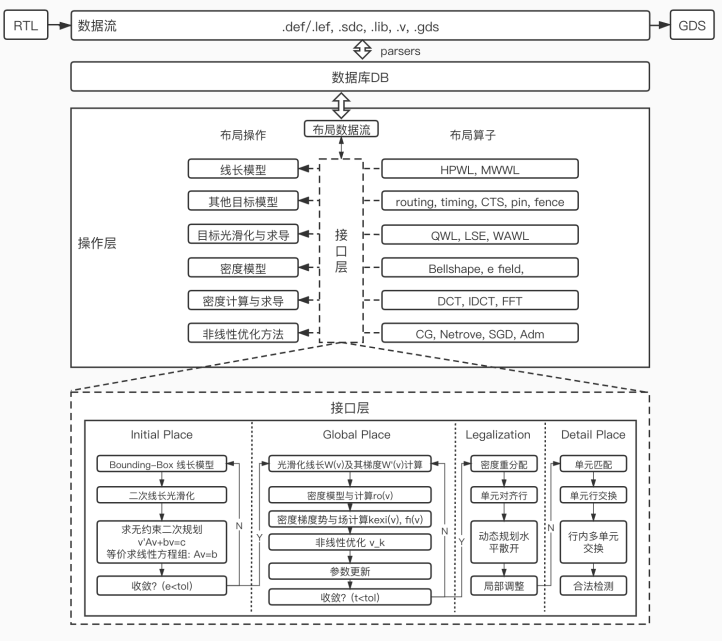 RTL
数据流
.def/.lef, .sdc, .lib, .v, .gds
GDS
parsers
数据库DB
布局操作
布局数据流
布局算子
操作层
接口层
线长模型
HPWL, MWWL
其他目标模型
routing, timing, CTS, pin, fence
目标光滑化与求导
QWL, LSE, WAWL
密度模型
Bellshape, e field,
密度计算与求导
DCT, IDCT, FFT
非线性优化方法
CG, Netrove, SGD, Adm
接口层
Initial Place
Bounding-Box 线长模型
二次线长光滑化
求无约束二次规划
v'Av+bv=c
等价求线性方程组: Av=b
收敛? (e<tol)
N
Y
Global Place
光滑化线长W(v)及其梯度W'(v)计算
密度模型与计算ro(v)
密度梯度势与场计算kexi(v), fi(v)
非线性优化 v_k
参数更新
收敛? (t<tol)
N
Y
Legalization
密度重分配
单元对齐行
动态规划水
平散开
局部调整
N
Detail Place
单元匹配
单元行交换
行内多单元
交换
合法检测